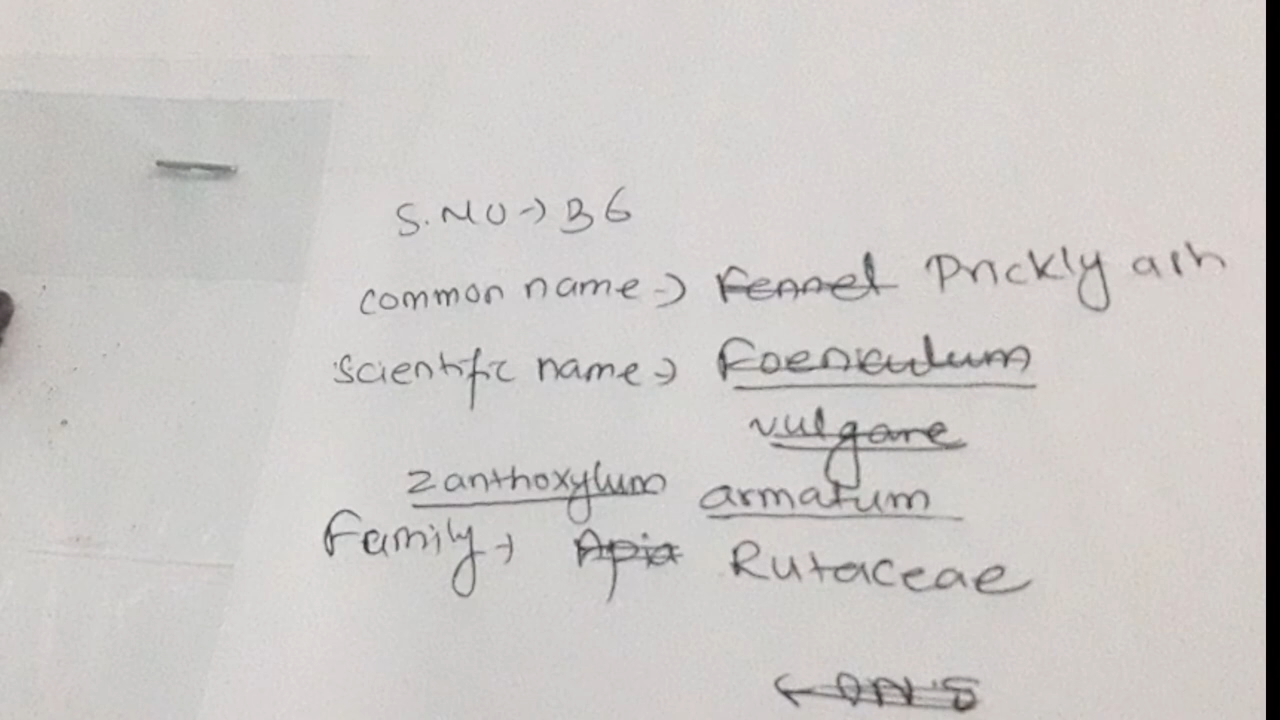 S.NO → 36
common name → Fennel Prickly ash
scientific name → Foeniculum
vulgare
zanthoxylum armatum
Family → Apia Rutaceae